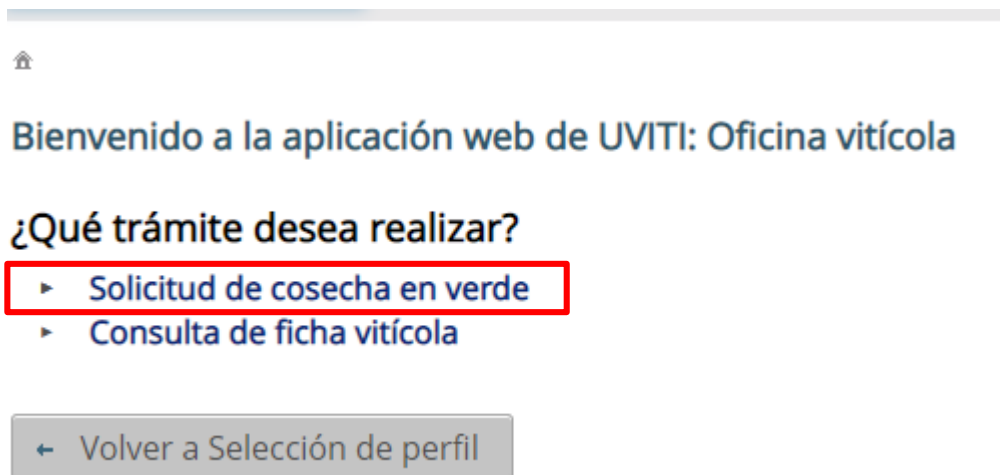 Bienvenido a la aplicación web de UVITI: Oficina vitícola
¿Qué trámite desea realizar?
Solicitud de cosecha en verde
Consulta de ficha vitícola
Volver a Selección de perfil